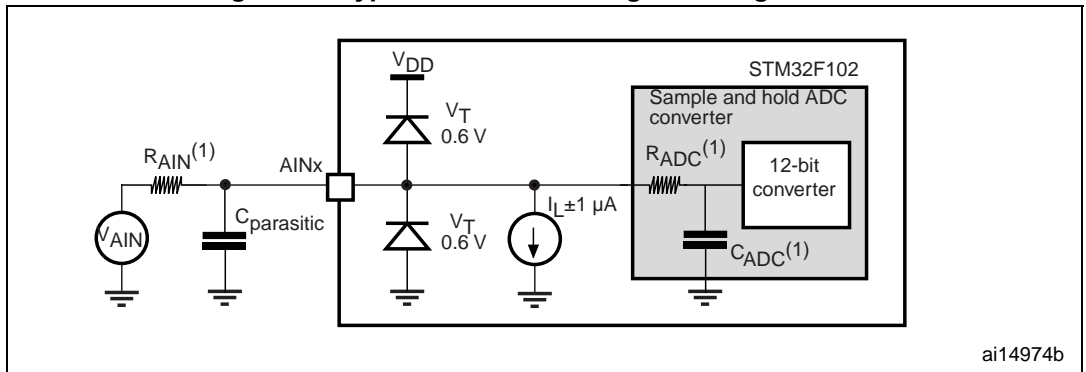 V_DD
STM32F102
Sample and hold ADC
converter
V_T
0.6 V
R_AIN(1)
AINx
R_ADC(1)
12-bit
converter
V_AIN
C_parasitic
V_T
0.6 V
I_L±1 µA
C_ADC(1)
ai14974b